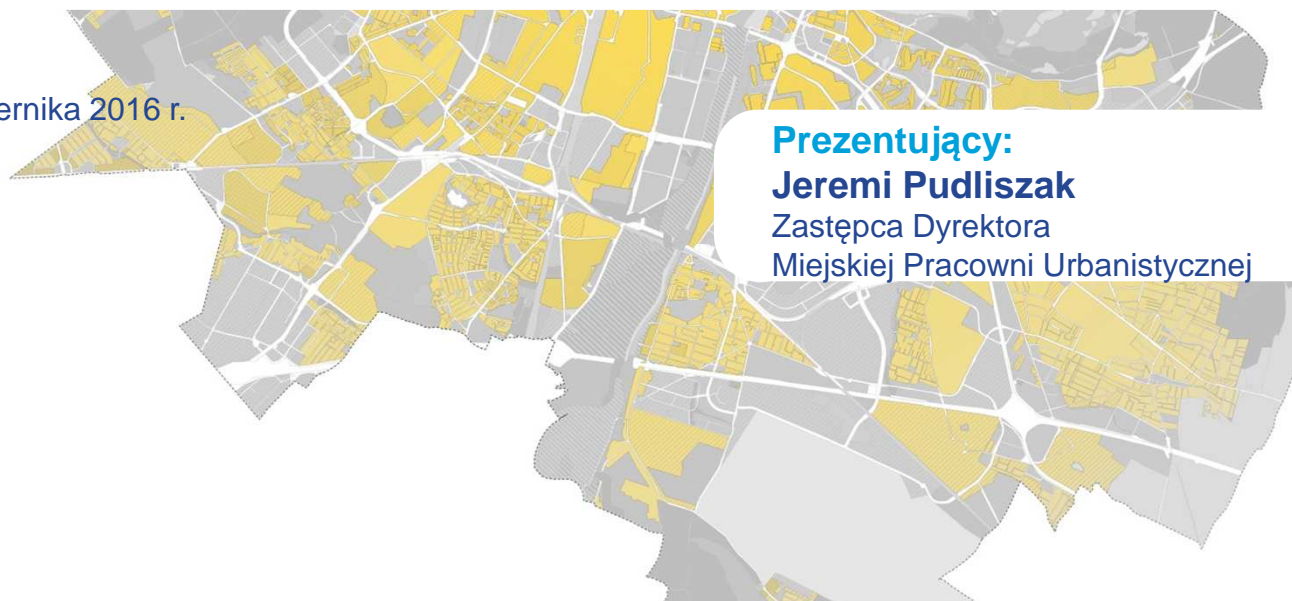 ernika 2016 r.
Prezentujący:
Jeremi Pudliszak
Zastępca Dyrektora
Miejskiej Pracowni Urbanistycznej